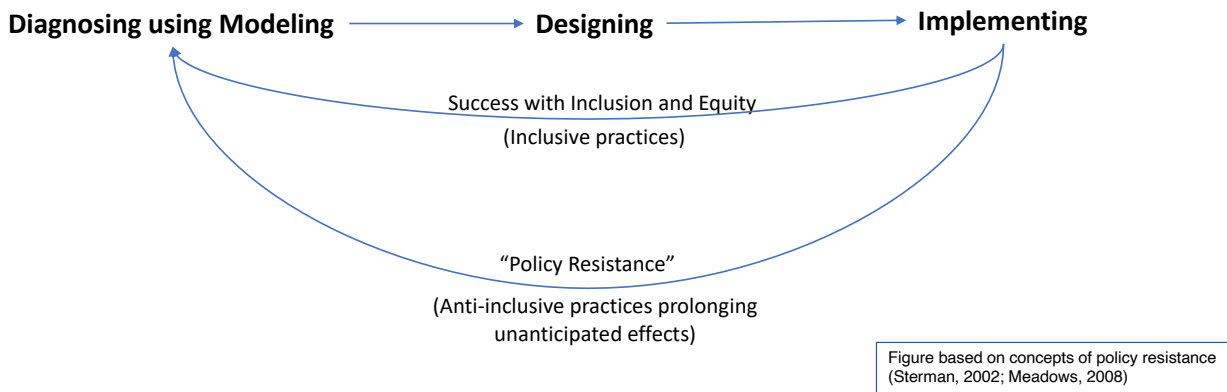 Diagnosing using Modeling Designing Implementing
Success with Inclusion and Equity
(Inclusive practices)
“Policy Resistance”
(Anti-inclusive practices prolonging
unanticipated effects)
Figure based on concepts of policy resistance
(Sterman, 2002; Meadows, 2008)